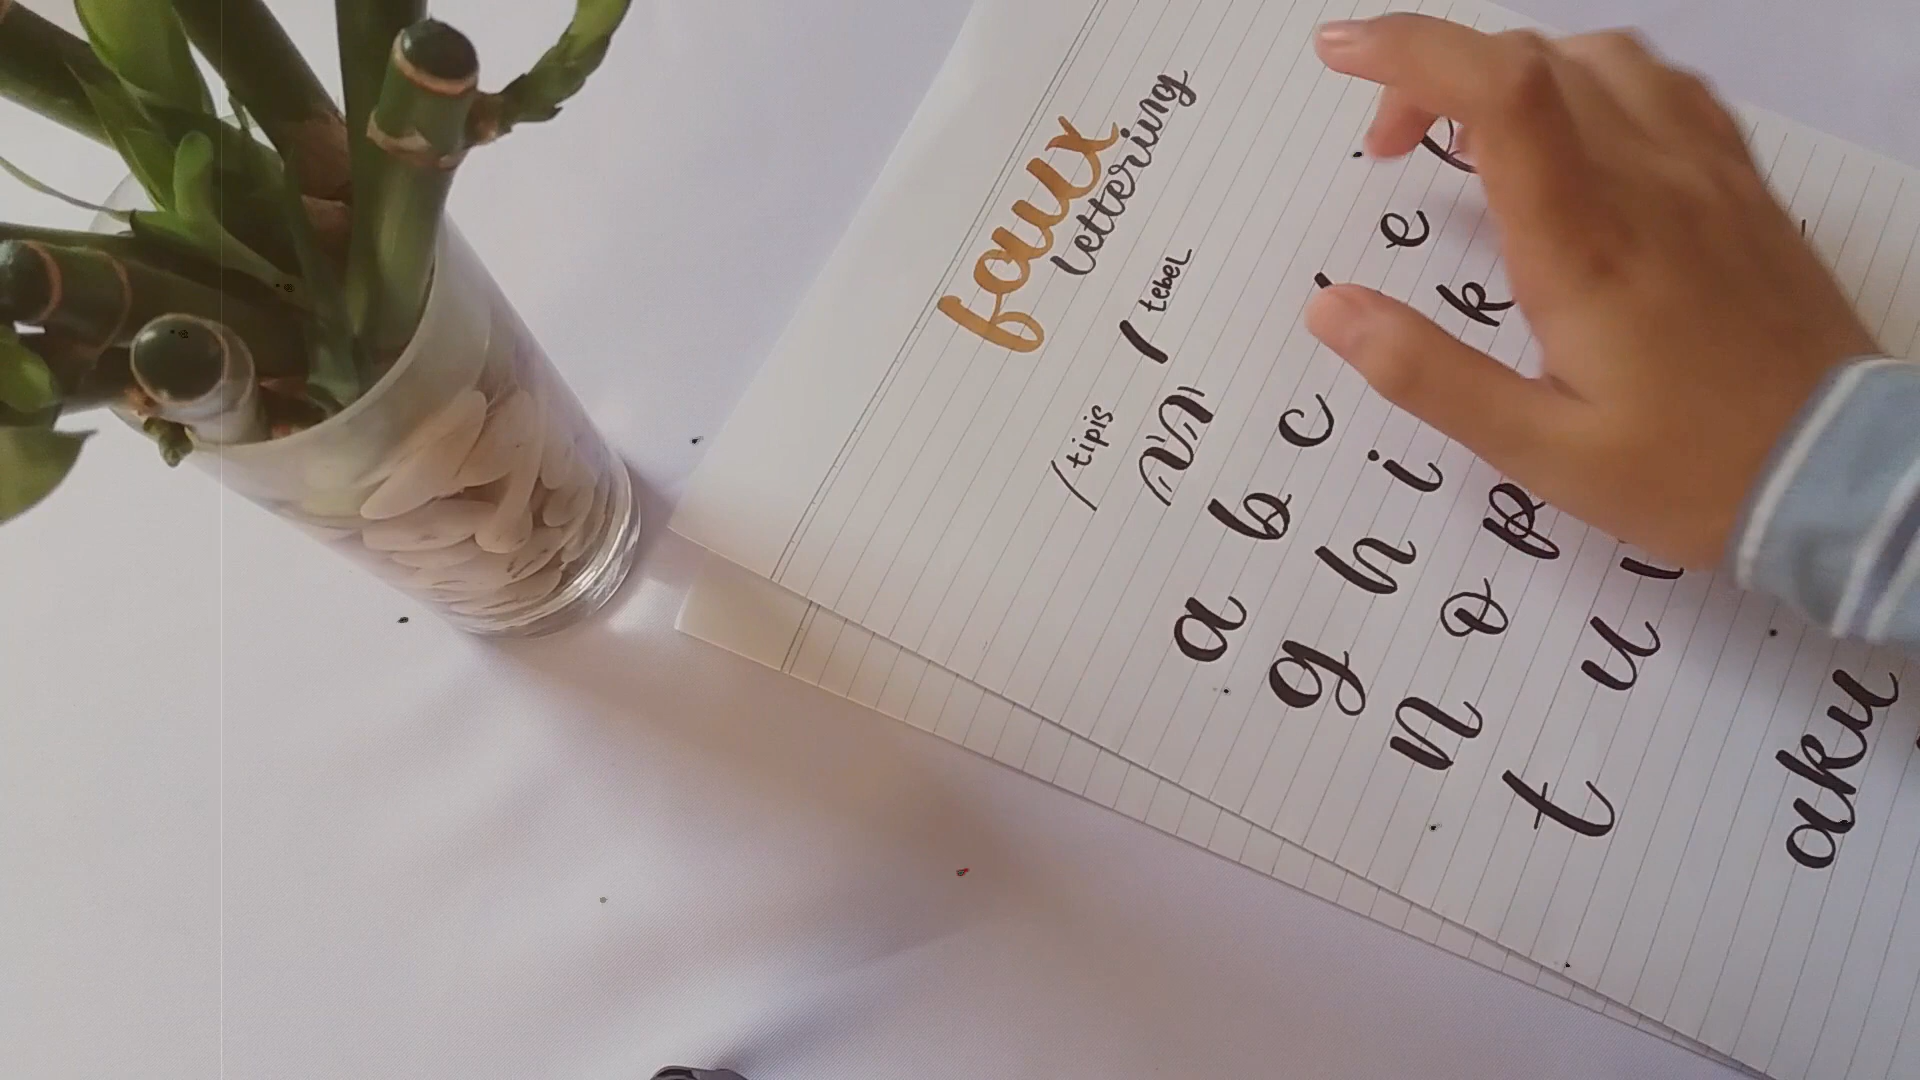 faux
lettering
/ tipis / tebel
a b c e
g h i k
n o p
t u
aku